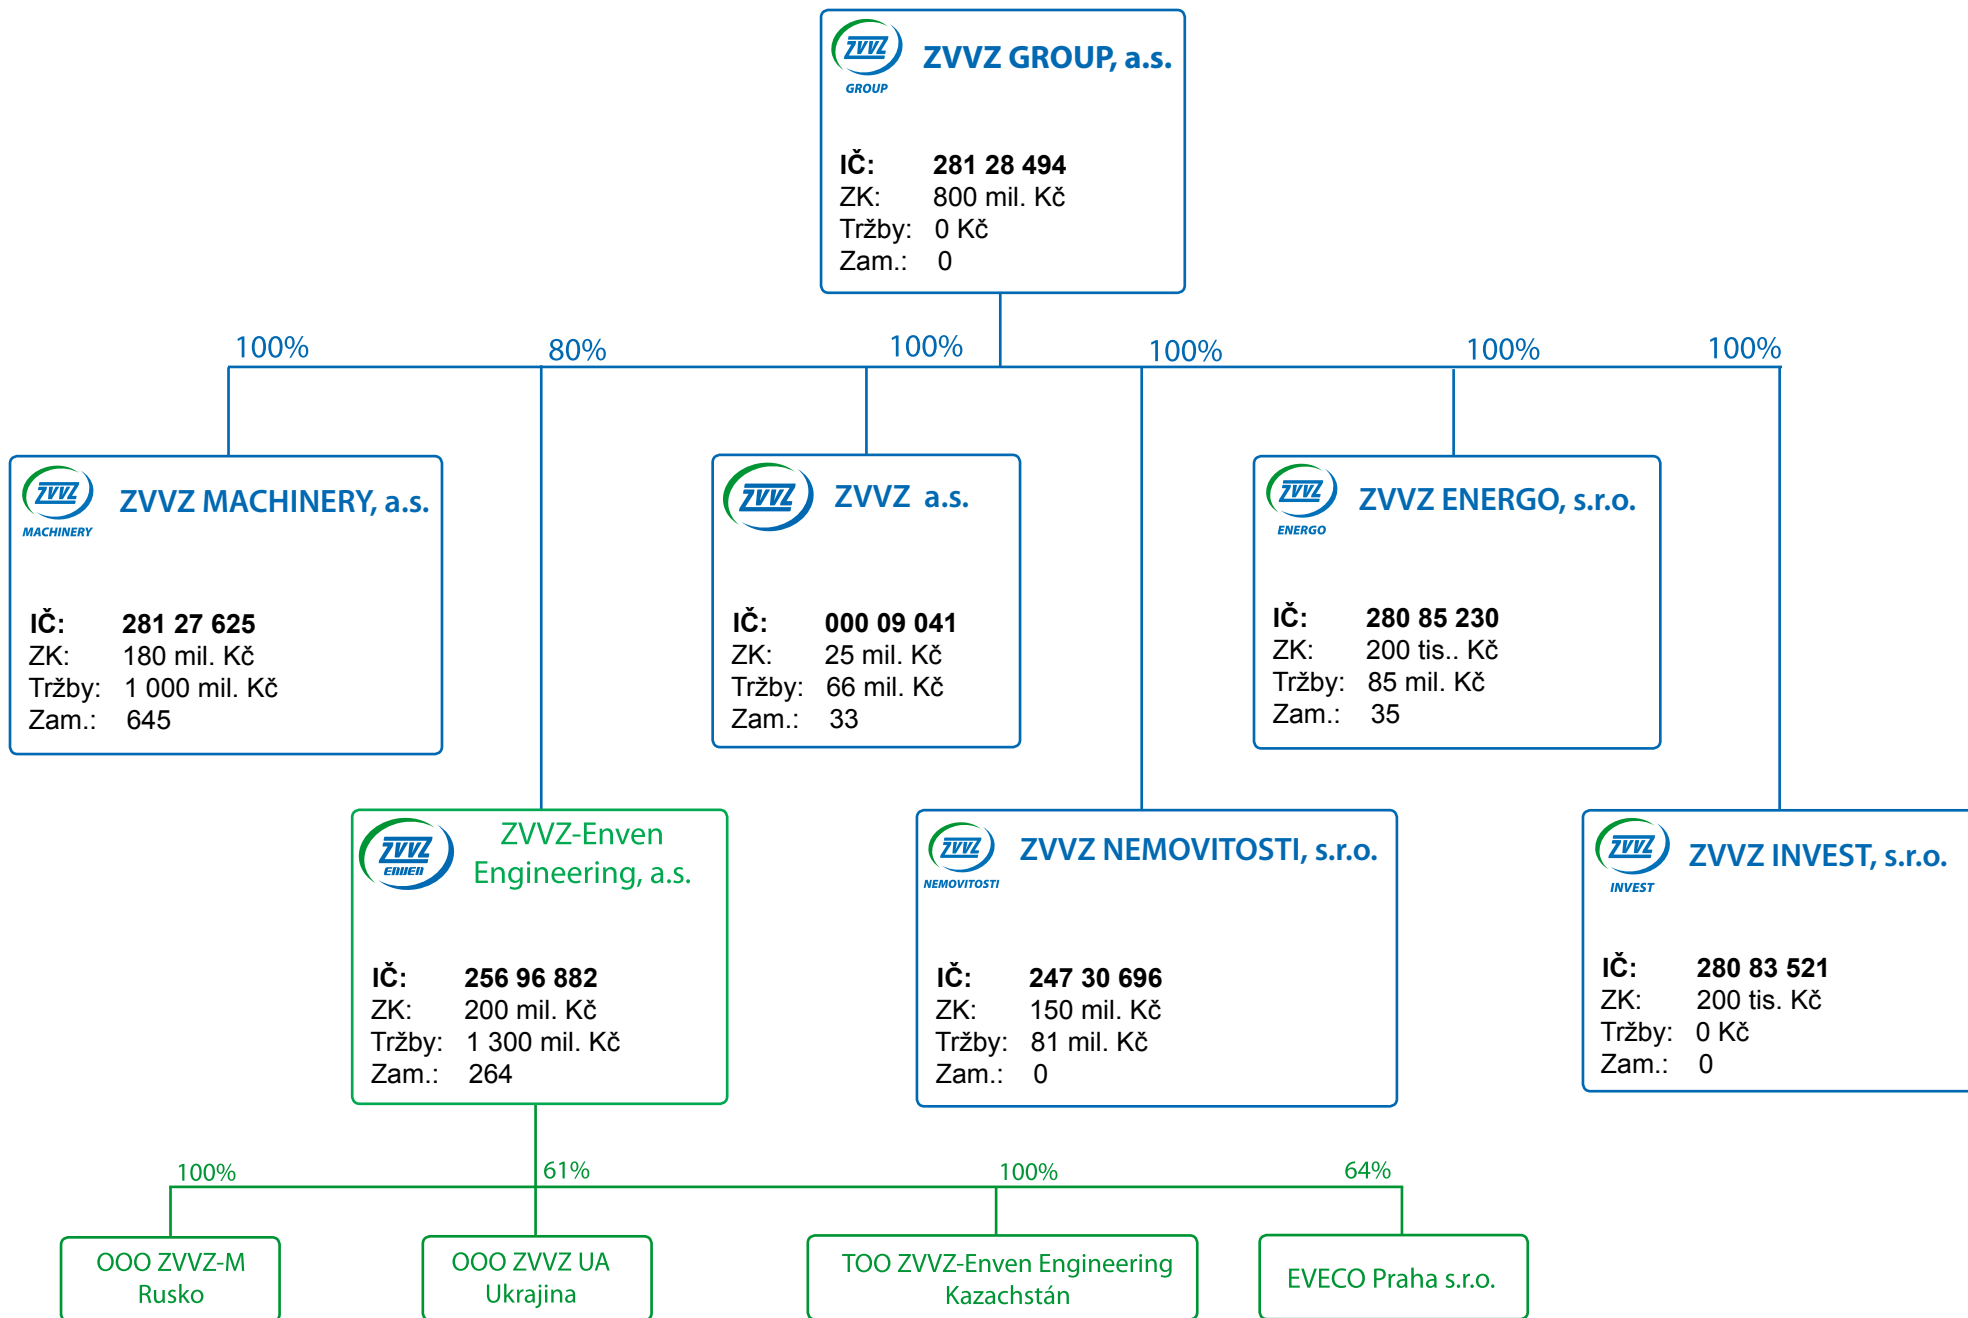 ZVVZ
GROUP
ZVVZ GROUP, a.s.
IČ: 281 28 494
ZK: 800 mil. Kč
Tržby: 0 Kč
Zam.: 0
100% 80% 100% 100% 100% 100%
ZVVZ
MACHINERY
ZVVZ MACHINERY, a.s.
IČ: 281 27 625
ZK: 180 mil. Kč
Tržby: 1 000 mil. Kč
Zam.: 645
ZVVZ
ZVVZ a.s.
IČ: 000 09 041
ZK: 25 mil. Kč
Tržby: 66 mil. Kč
Zam.: 33
ZVVZ
ENERGO
ZVVZ ENERGO, s.r.o.
IČ: 280 85 230
ZK: 200 tis.. Kč
Tržby: 85 mil. Kč
Zam.: 35
ZVVZ
ENVEN
ZVVZ-Enven
Engineering, a.s.
IČ: 256 96 882
ZK: 200 mil. Kč
Tržby: 1 300 mil. Kč
Zam.: 264
ZVVZ
NEMOVITOSTI
ZVVZ NEMOVITOSTI, s.r.o.
IČ: 247 30 696
ZK: 150 mil. Kč
Tržby: 81 mil. Kč
Zam.: 0
ZVVZ
INVEST
ZVVZ INVEST, s.r.o.
IČ: 280 83 521
ZK: 200 tis. Kč
Tržby: 0 Kč
Zam.: 0
100% 61% 100% 64%
OOO ZVVZ-M
Rusko
OOO ZVVZ UA
Ukrajina
TOO ZVVZ-Enven Engineering
Kazachstán
EVECO Praha s.r.o.